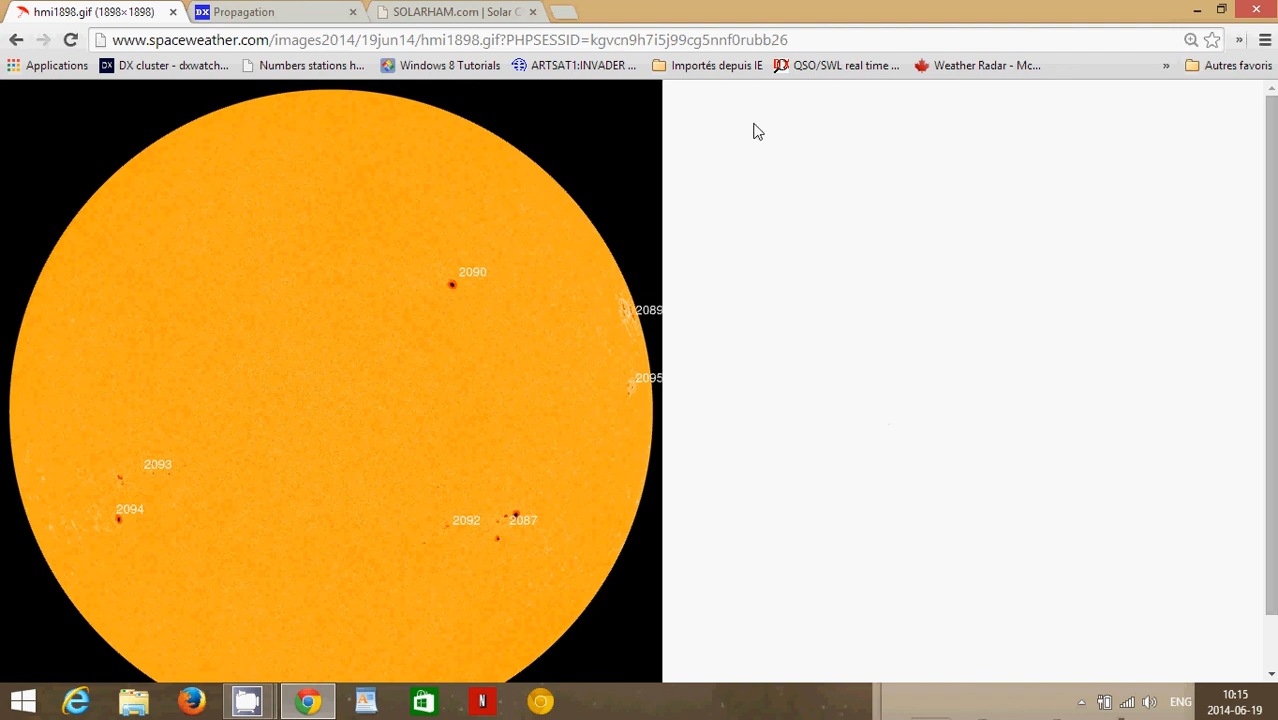 hmi1898.gif (1898×1898)
Propagation
SOLARHAM.com | Solar C
www.spaceweather.com/images2014/19jun14/hmi1898.gif?PHPSESSID=kgvcn9h7i5j99cg5nnf0rubb26
Applications
DX cluster - dxwatch...
Numbers stations h...
Windows 8 Tutorials
ARTSAT1:INVADER ...
Importés depuis IE
QSO/SWL real time ...
Weather Radar - Mc...
»
Autres favoris
DX
DX
2090
2089
2095
2093
2094
2092
2087
N
ENG
10:15
2014-06-19